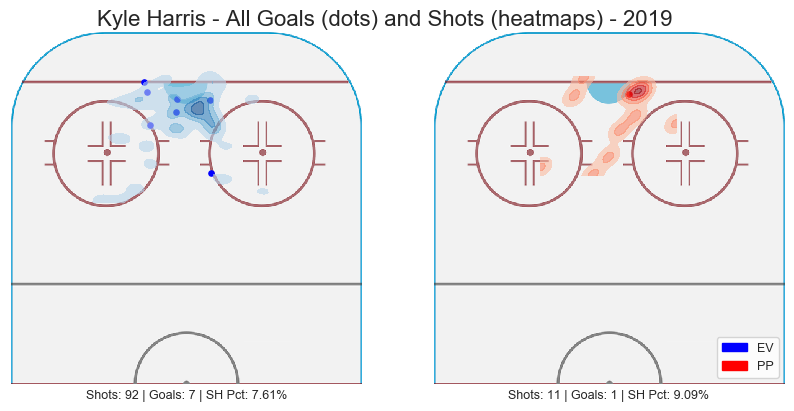 Kyle Harris - All Goals (dots) and Shots (heatmaps) - 2019
EV
PP
Shots: 92 | Goals: 7 | SH Pct: 7.61%
Shots: 11 | Goals: 1 | SH Pct: 9.09%